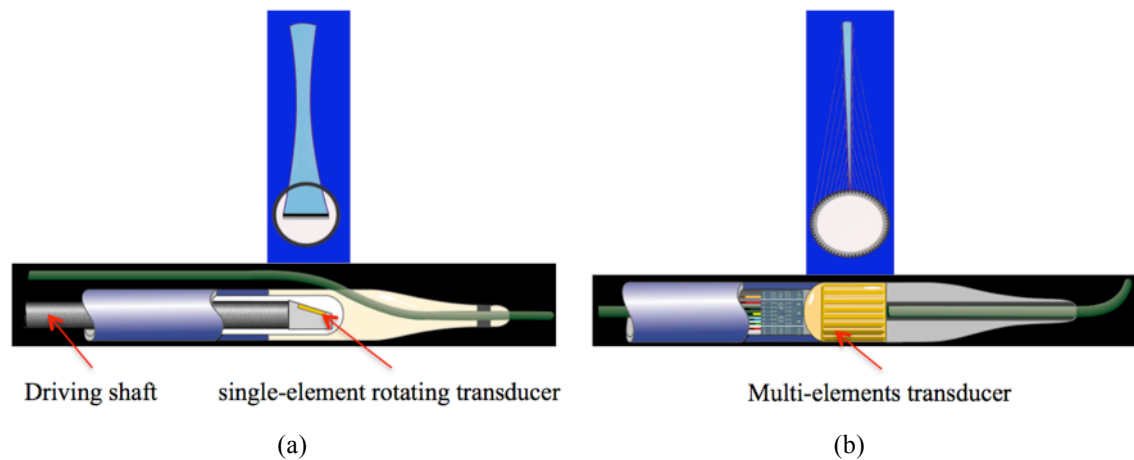 Driving shaft
single-element rotating transducer
Multi-elements transducer
(a)
(b)